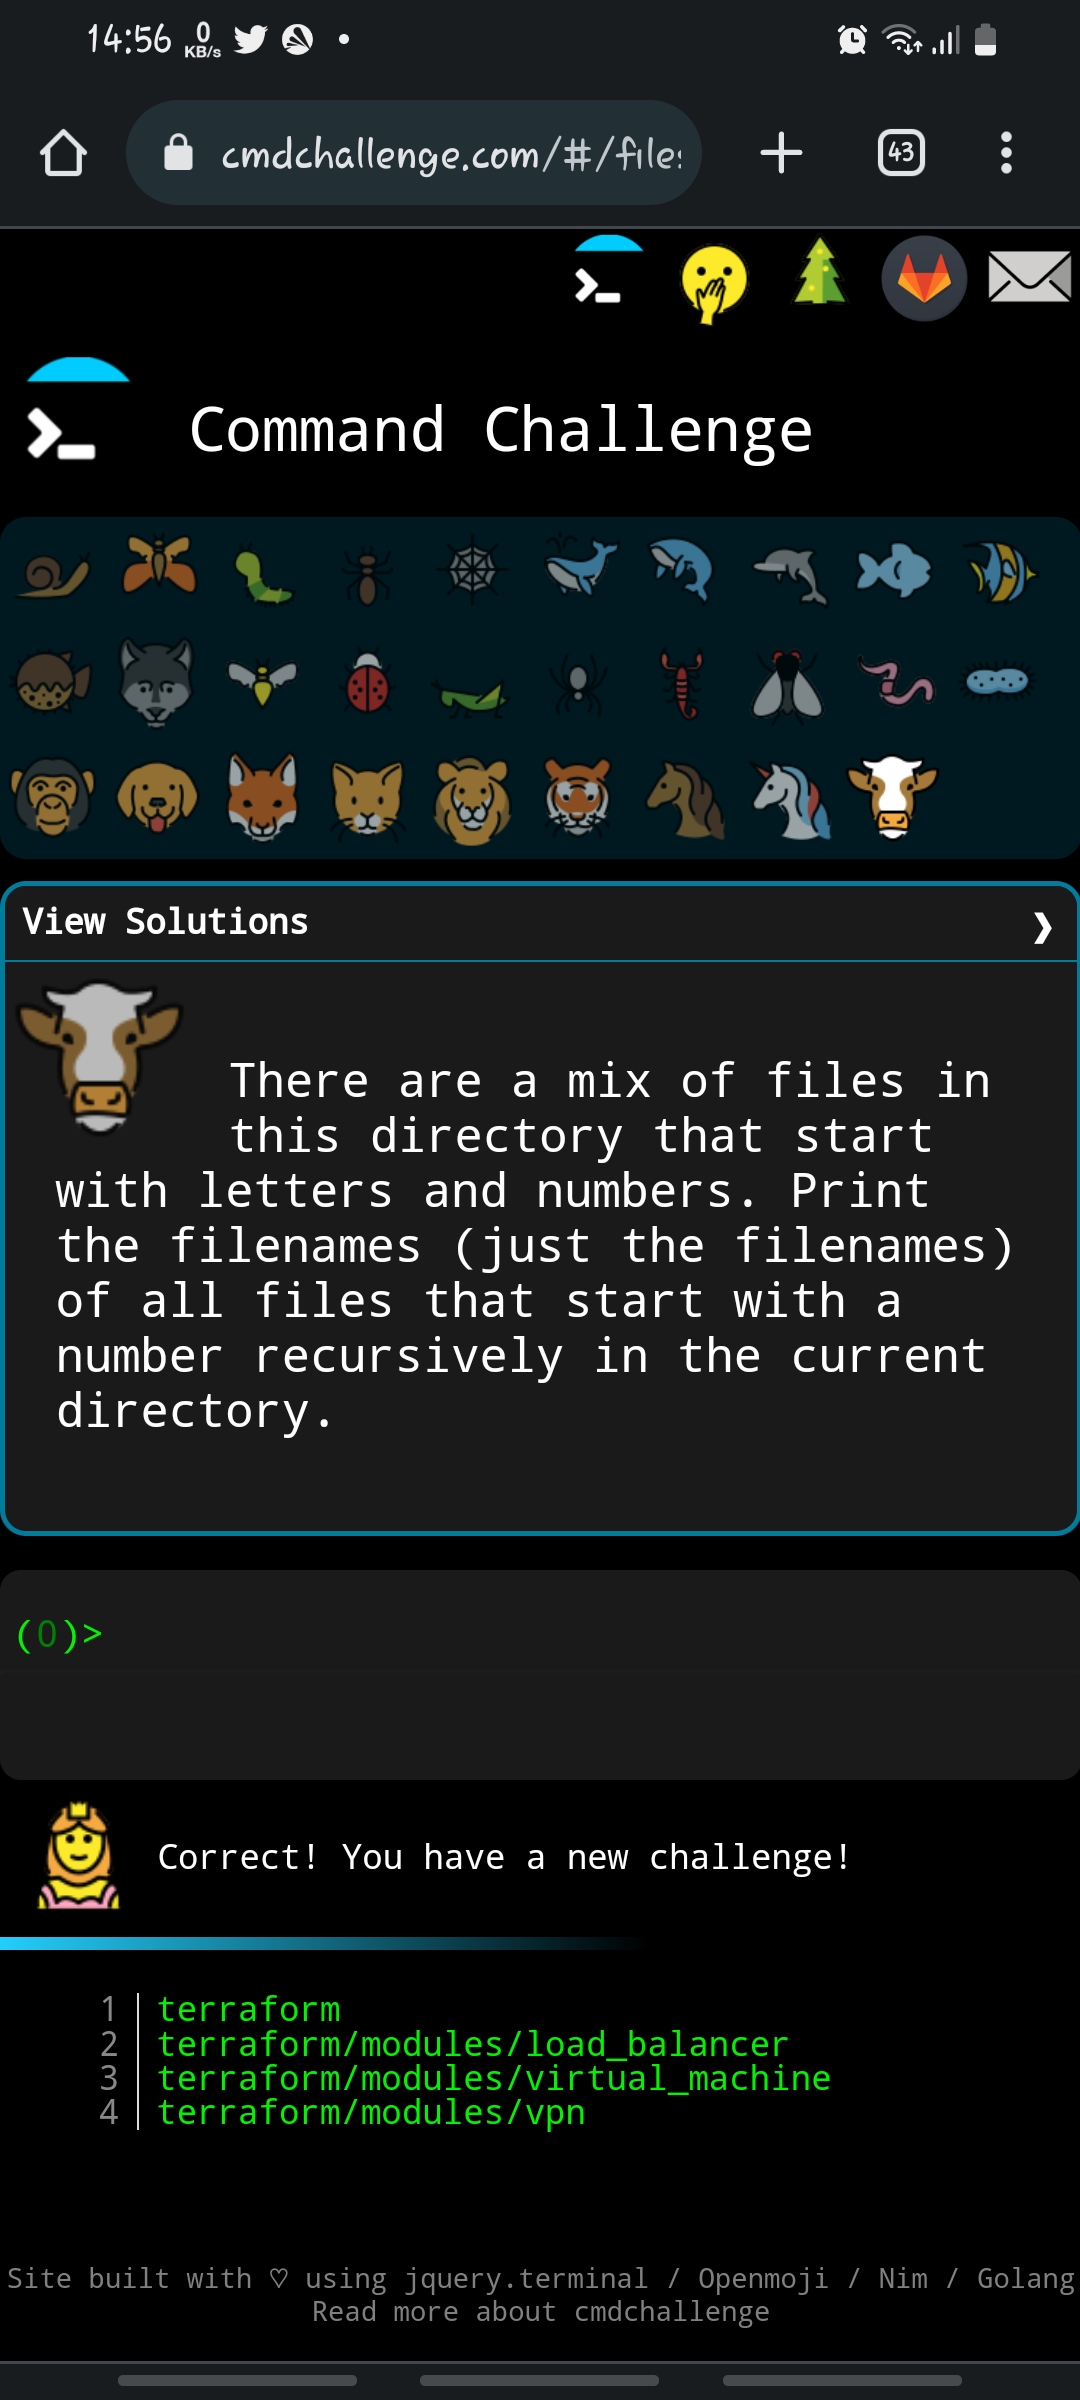 14:56 0 KB/s
cmdchallenge.com/#/files
43
Command Challenge
View Solutions
There are a mix of files in
this directory that start
with letters and numbers. Print
the filenames (just the filenames)
of all files that start with a
number recursively in the current
directory.
(0)>
Correct! You have a new challenge!
1 terraform
2 terraform/modules/load_balancer
3 terraform/modules/virtual_machine
4 terraform/modules/vpn
Site built with ♡ using jquery.terminal / Openmoji / Nim / Golang
Read more about cmdchallenge